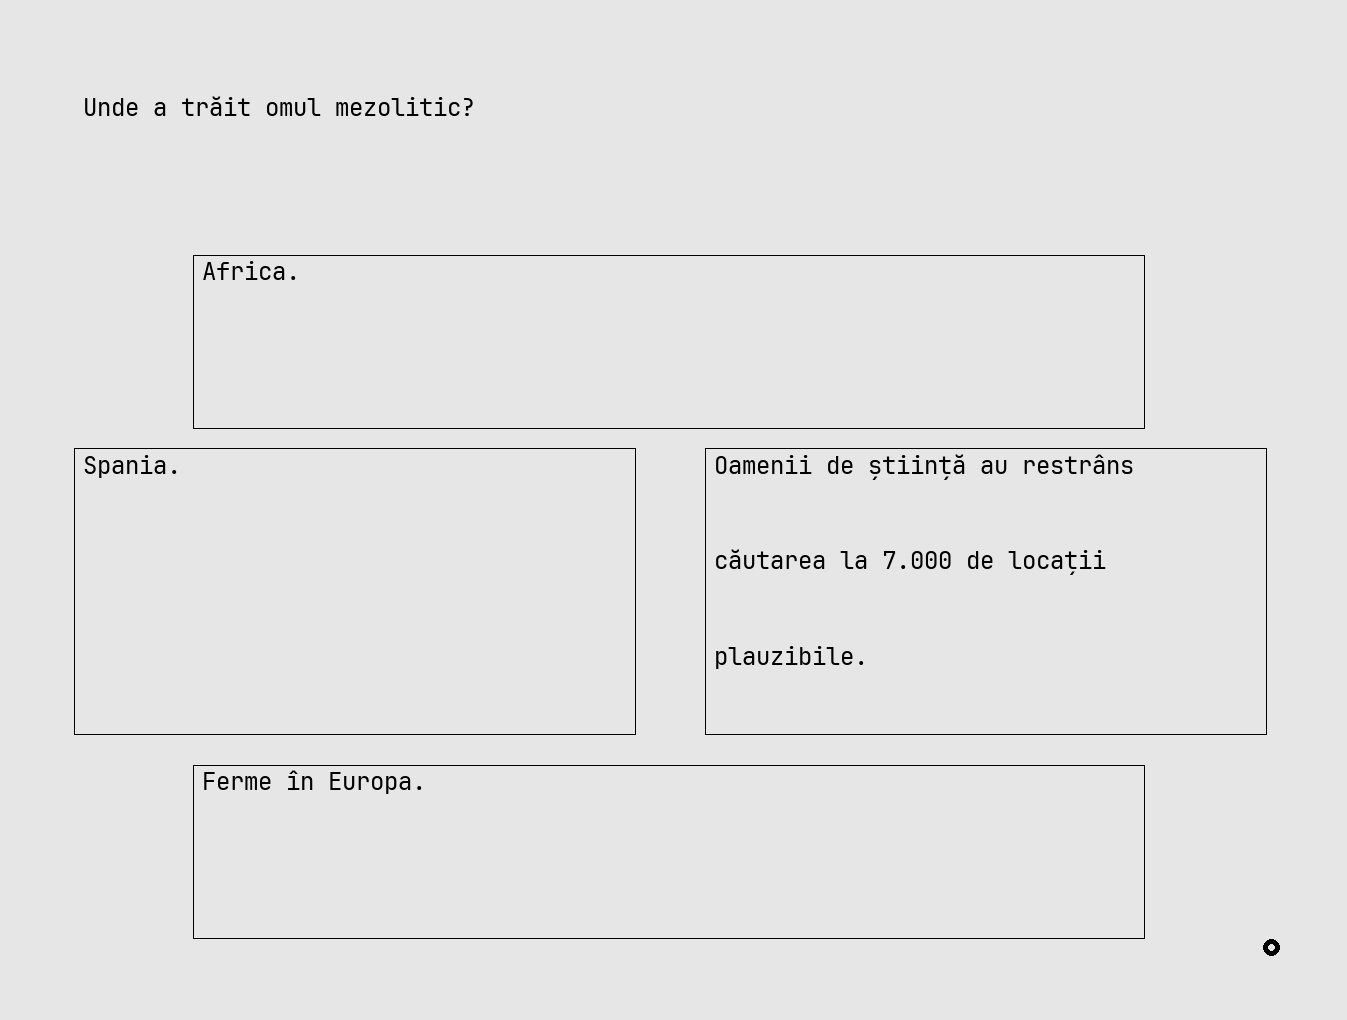 Unde a trăit omul mezolitic?
Africa.
Spania.
Oamenii de știință au restrâns
căutarea la 7.000 de locații
plauzibile.
Ferme în Europa.